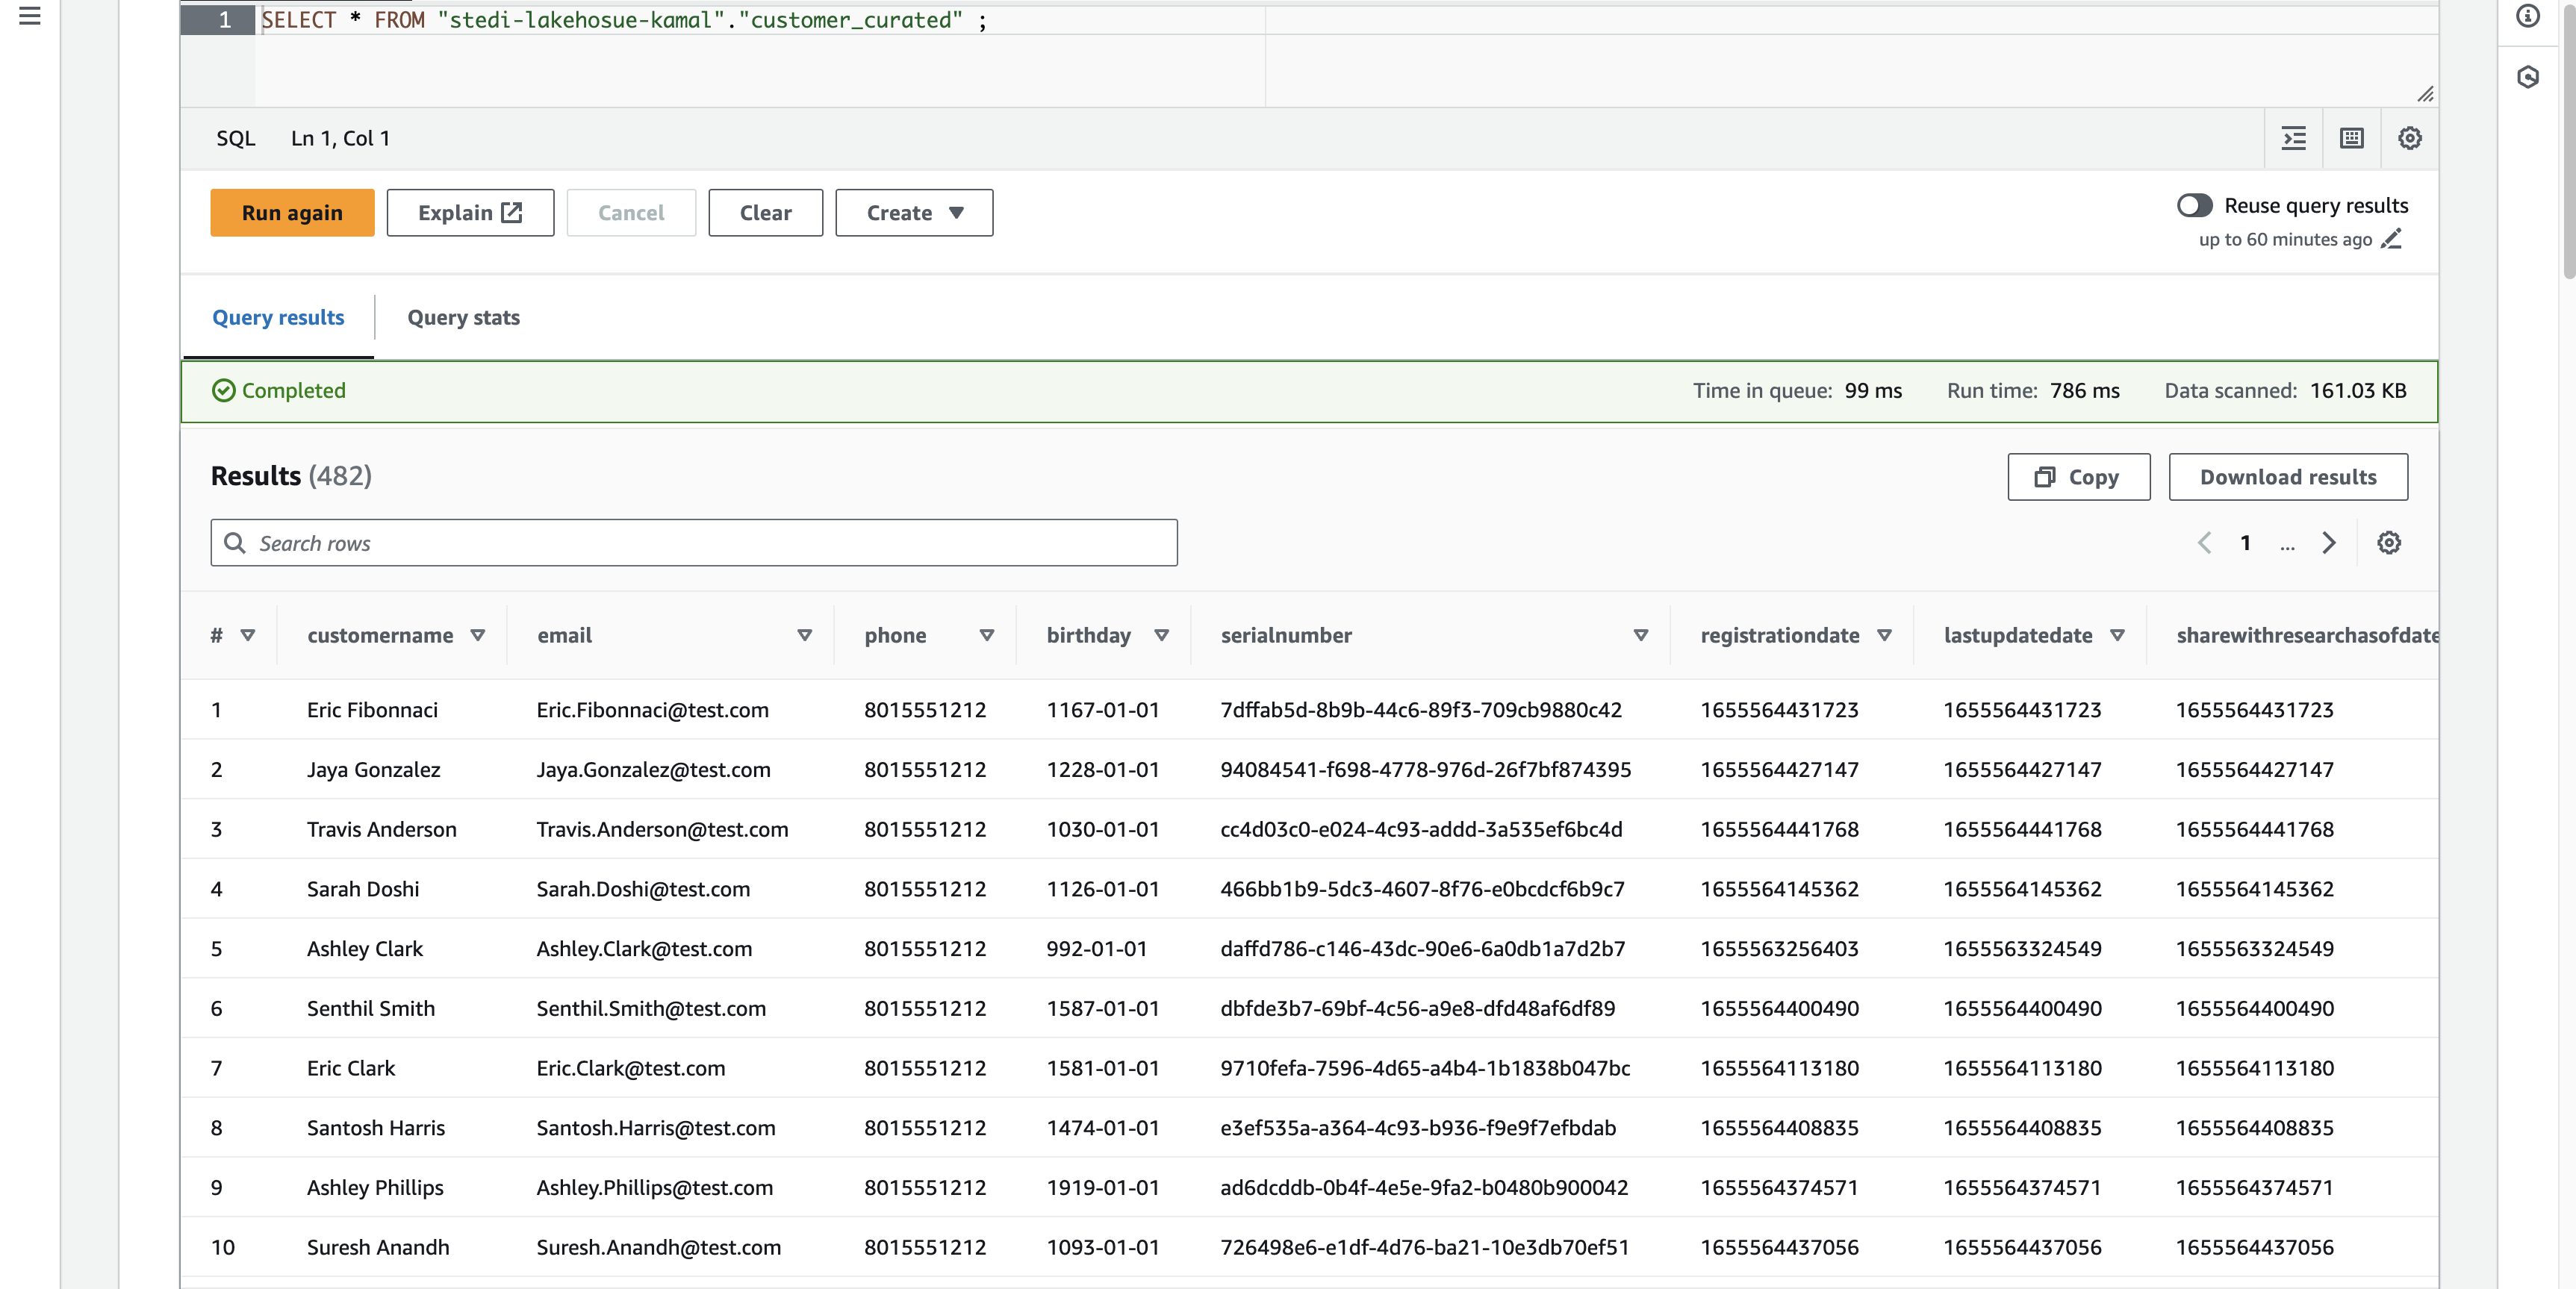 1 SELECT * FROM "stedi-lakehosue-kamal"."customer_curated" ;
SQL Ln 1, Col 1
Run again Explain Cancel Clear Create Reuse query results
up to 60 minutes ago
Query results Query stats
Completed Time in queue: 99 ms Run time: 786 ms Data scanned: 161.03 KB
Results (482) Copy Download results
Search rows 1 ...
# customername email phone birthday serialnumber registrationdate lastupdatedate sharewithresearchasofdate
1 Eric Fibonnaci Eric.Fibonnaci@test.com 8015551212 1167-01-01 7dffab5d-8b9b-44c6-89f3-709cb9880c42 1655564431723 1655564431723 1655564431723
2 Jaya Gonzalez Jaya.Gonzalez@test.com 8015551212 1228-01-01 94084541-f698-4778-976d-26f7bf874395 1655564427147 1655564427147 1655564427147
3 Travis Anderson Travis.Anderson@test.com 8015551212 1030-01-01 cc4d03c0-e024-4c93-addd-3a535ef6bc4d 1655564441768 1655564441768 1655564441768
4 Sarah Doshi Sarah.Doshi@test.com 8015551212 1126-01-01 466bb1b9-5dc3-4607-8f76-e0bcdcf6b9c7 1655564145362 1655564145362 1655564145362
5 Ashley Clark Ashley.Clark@test.com 8015551212 992-01-01 daffd786-c146-43dc-90e6-6a0db1a7d2b7 1655563256403 1655563324549 1655563324549
6 Senthil Smith Senthil.Smith@test.com 8015551212 1587-01-01 dbfde3b7-69bf-4c56-a9e8-dfd48af6df89 1655564400490 1655564400490 1655564400490
7 Eric Clark Eric.Clark@test.com 8015551212 1581-01-01 9710fefa-7596-4d65-a4b4-1b1838b047bc 1655564113180 1655564113180 1655564113180
8 Santosh Harris Santosh.Harris@test.com 8015551212 1474-01-01 e3ef535a-a364-4c93-b936-f9e9f7efbdab 1655564408835 1655564408835 1655564408835
9 Ashley Phillips Ashley.Phillips@test.com 8015551212 1919-01-01 ad6dcddb-0b4f-4e5e-9fa2-b0480b900042 1655564374571 1655564374571 1655564374571
10 Suresh Anandh Suresh.Anandh@test.com 8015551212 1093-01-01 726498e6-e1df-4d76-ba21-10e3db70ef51 1655564437056 1655564437056 1655564437056